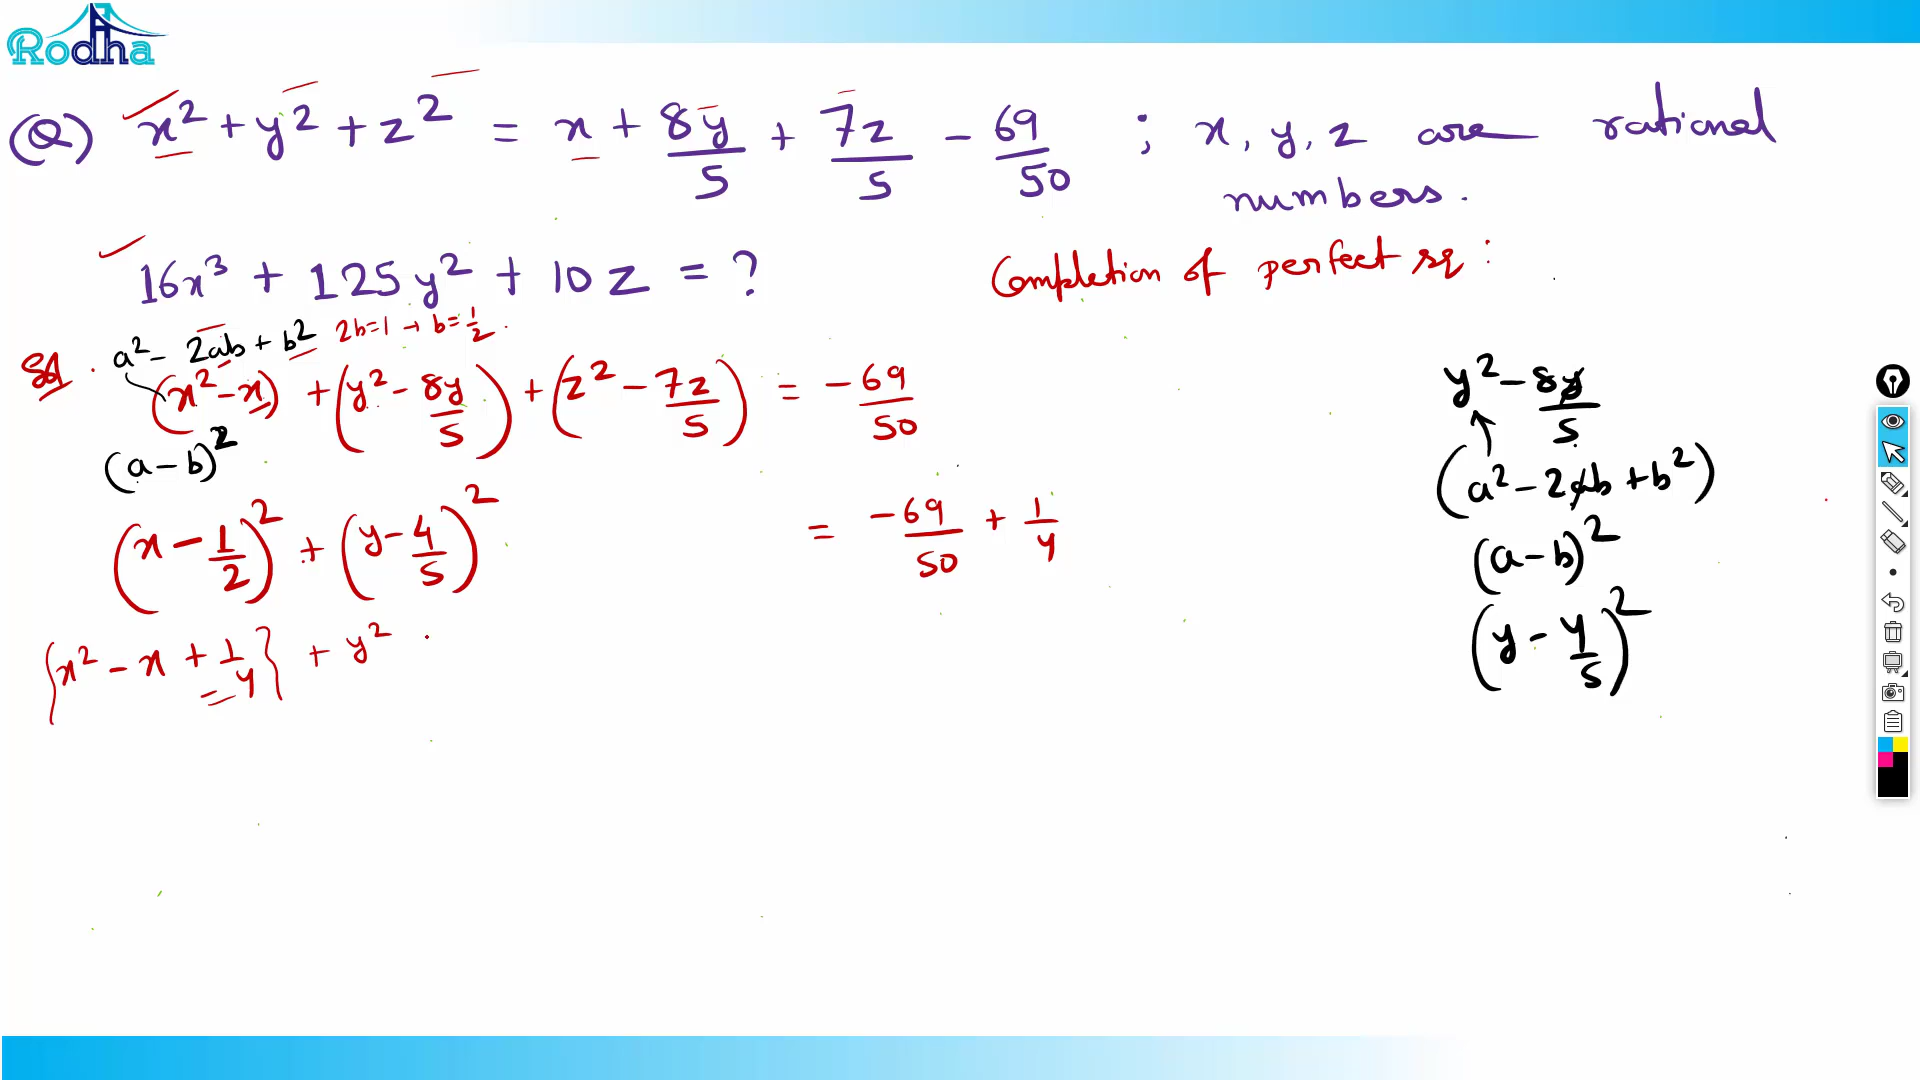 Rodha
(Q) x² + y² + z² = x + 8y/5 + 7z/5 - 69/50 ; x, y, z are rational
numbers.
16x³ + 125y² + 10z = ?
Completion of perfect sq :
a² - 2ab + b² 2b=1 → b=1/2.
Sol. (x² - x) + (y² - 8y/5) + (z² - 7z/5) = -69/50
(a-b)²
(x - 1/2)² + (y - 4/5)² = -69/50 + 1/4
{x² - x + 1/4} + y²
y² - 8y/5
(a² - 2ab + b²)
(a-b)²
(y - 4/5)²